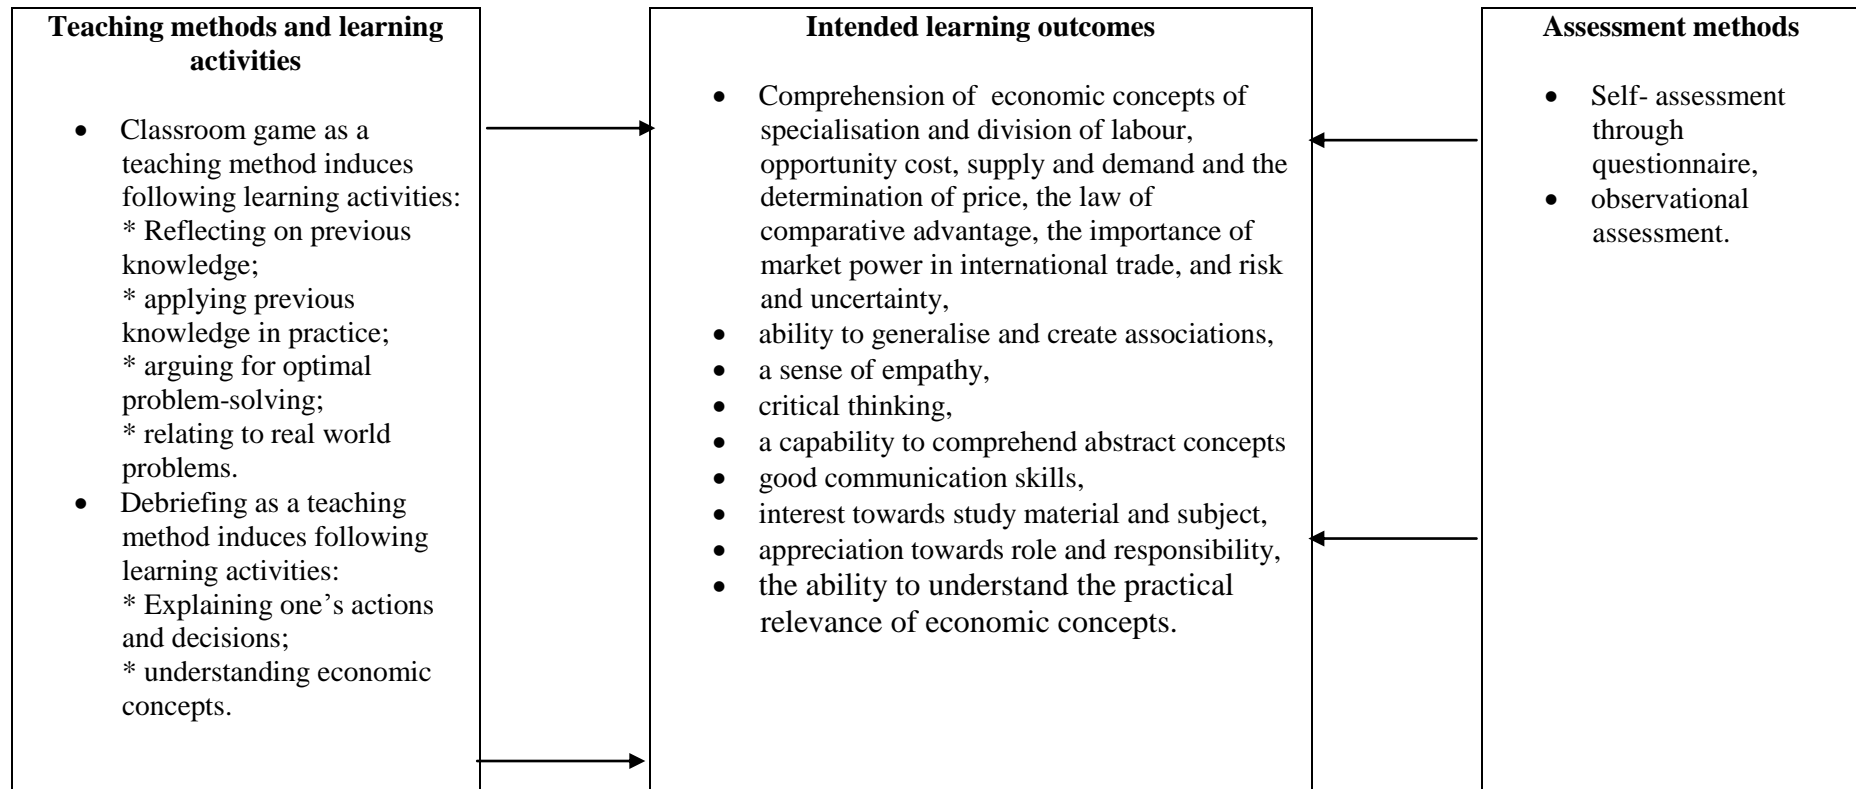 Teaching methods and learning
activities
• Classroom game as a
teaching method induces
following learning activities:
* Reflecting on previous
knowledge;
* applying previous
knowledge in practice;
* arguing for optimal
problem-solving;
* relating to real world
problems.
• Debriefing as a teaching
method induces following
learning activities:
* Explaining one’s actions
and decisions;
* understanding economic
concepts.
Intended learning outcomes
• Comprehension of economic concepts of
specialisation and division of labour,
opportunity cost, supply and demand and the
determination of price, the law of
comparative advantage, the importance of
market power in international trade, and risk
and uncertainty,
• ability to generalise and create associations,
• a sense of empathy,
• critical thinking,
• a capability to comprehend abstract concepts
• good communication skills,
• interest towards study material and subject,
• appreciation towards role and responsibility,
• the ability to understand the practical
relevance of economic concepts.
Assessment methods
• Self- assessment
through
questionnaire,
• observational
assessment.